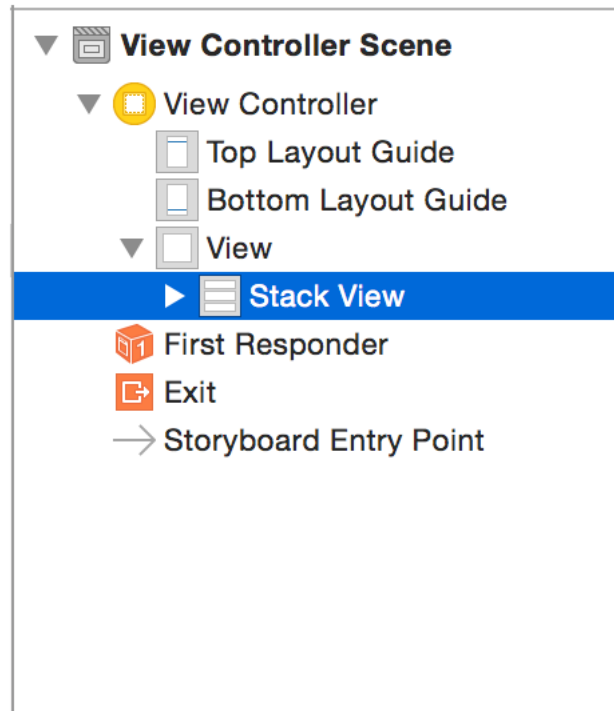 View Controller Scene
View Controller
Top Layout Guide
Bottom Layout Guide
View
Stack View
1
First Responder
Exit
Storyboard Entry Point